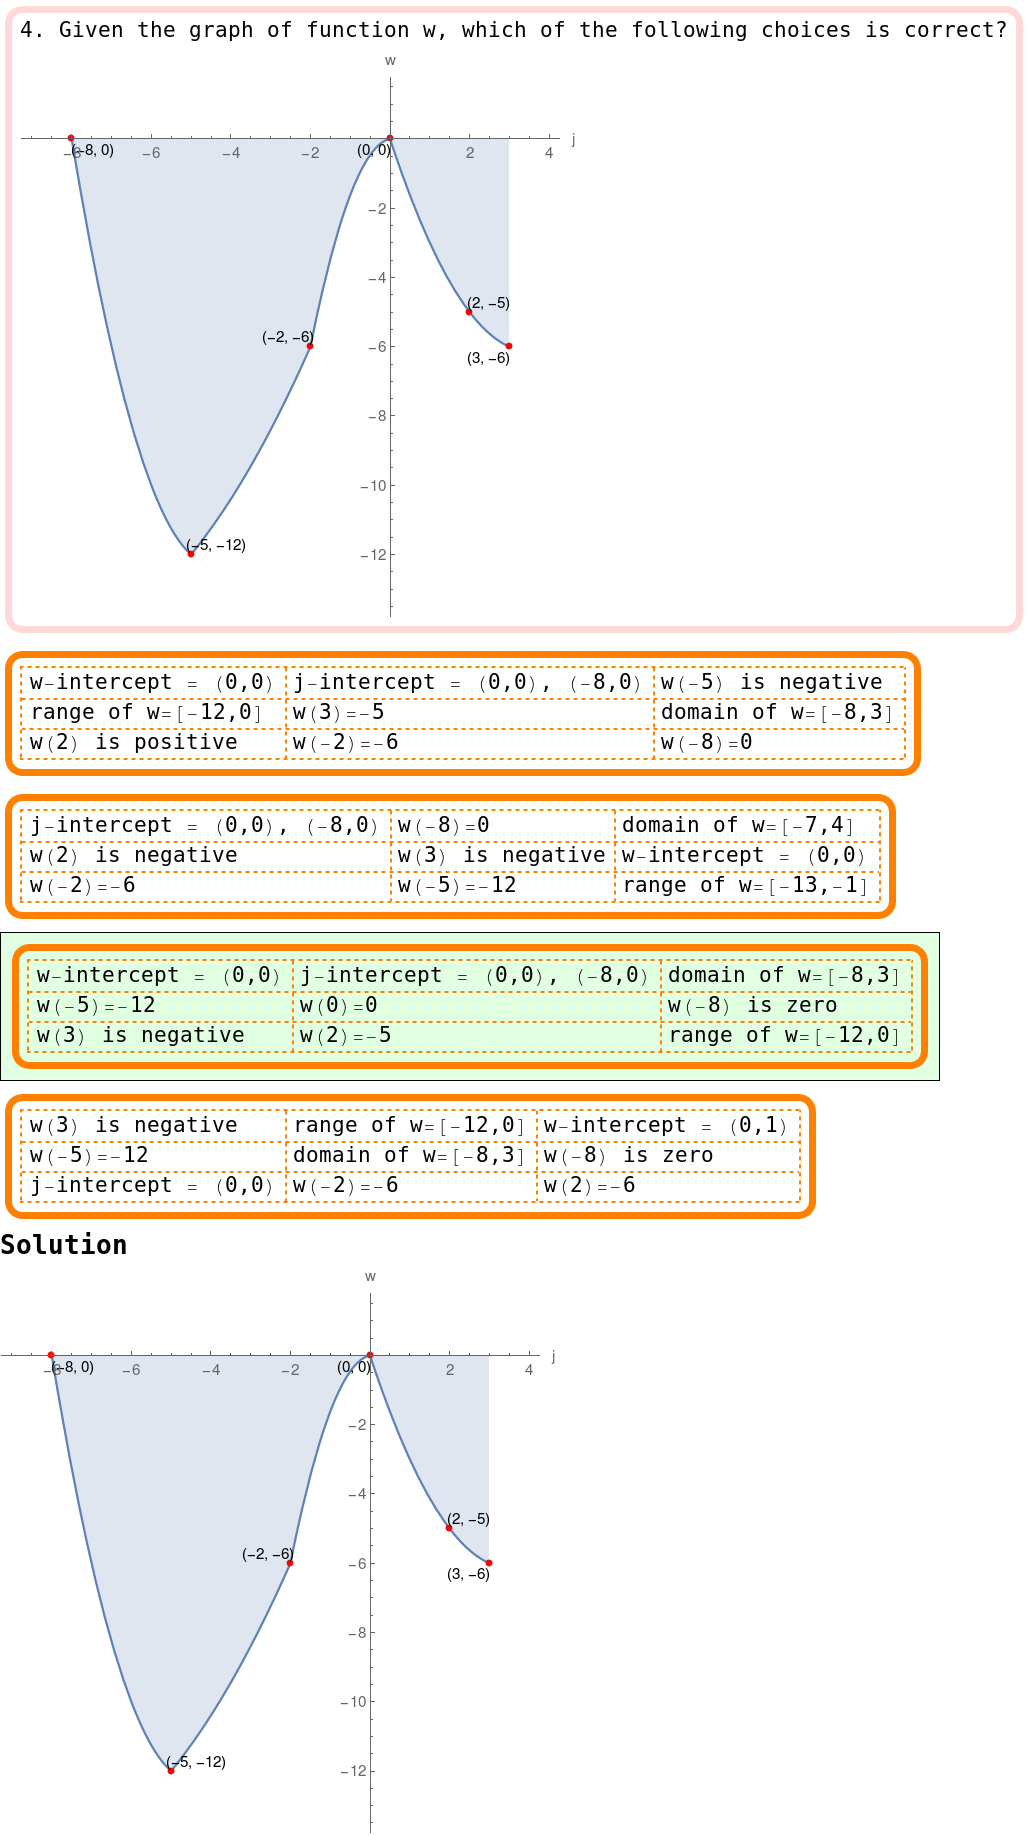 4. Given the graph of function w, which of the following choices is correct?
w
j
(−8, 0)
−8 −6 −4 −2 (0, 0) 2 4
−2
−4
(2, −5)
(−2, −6)
−6
(3, −6)
−8
−10
(−5, −12)
−12
w-intercept = (0,0) j-intercept = (0,0), (-8,0) w(-5) is negative
range of w=[-12,0] w(3)=-5 domain of w=[-8,3]
w(2) is positive w(-2)=-6 w(-8)=0
j-intercept = (0,0), (-8,0) w(-8)=0 domain of w=[-7,4]
w(2) is negative w(3) is negative w-intercept = (0,0)
w(-2)=-6 w(-5)=-12 range of w=[-13,-1]
w-intercept = (0,0) j-intercept = (0,0), (-8,0) domain of w=[-8,3]
w(-5)=-12 w(0)=0 w(-8) is zero
w(3) is negative w(2)=-5 range of w=[-12,0]
w(3) is negative range of w=[-12,0] w-intercept = (0,1)
w(-5)=-12 domain of w=[-8,3] w(-8) is zero
j-intercept = (0,0) w(-2)=-6 w(2)=-6
Solution
w
j
(−8, 0)
−8 −6 −4 −2 (0, 0) 2 4
−2
−4
(2, −5)
(−2, −6)
−6
(3, −6)
−8
−10
(−5, −12)
−12